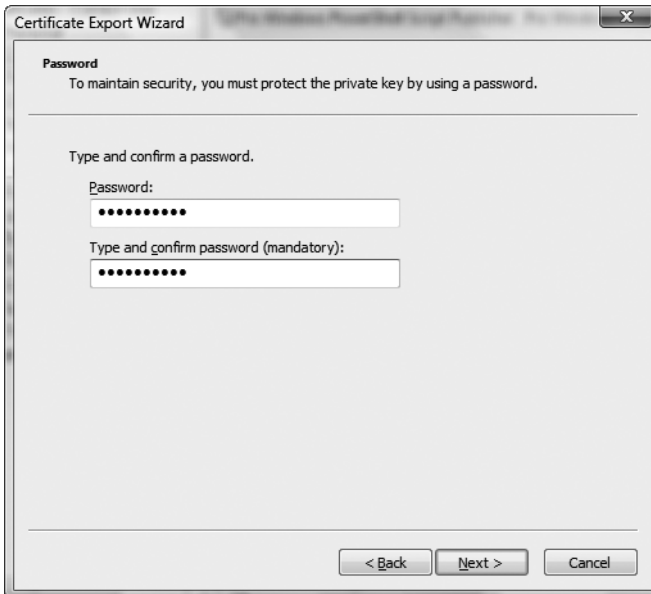 Certificate Export Wizard
Password
To maintain security, you must protect the private key by using a password.
Type and confirm a password.
Password:
••••••••••
Type and confirm password (mandatory):
••••••••••
< Back Next > Cancel